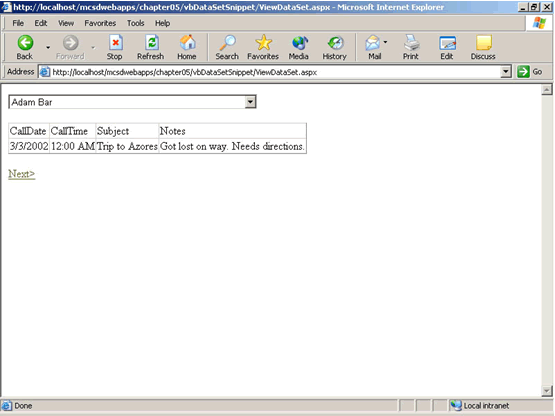 http://localhost/mcsdwebapps/chapter05/vbDataSetSnippet/ViewDataSet.aspx - Microsoft Internet Explorer
File Edit View Favorites Tools Help
Back Forward Stop Refresh Home Search Favorites Media History Mail Print Edit Discuss
Address http://localhost/mcsdwebapps/chapter05/vbDataSetSnippet/ViewDataSet.aspx Go
Adam Bar
CallDate CallTime Subject Notes
3/3/2002 12:00 AM Trip to Azores Got lost on way. Needs directions.
Next>
Done Local intranet